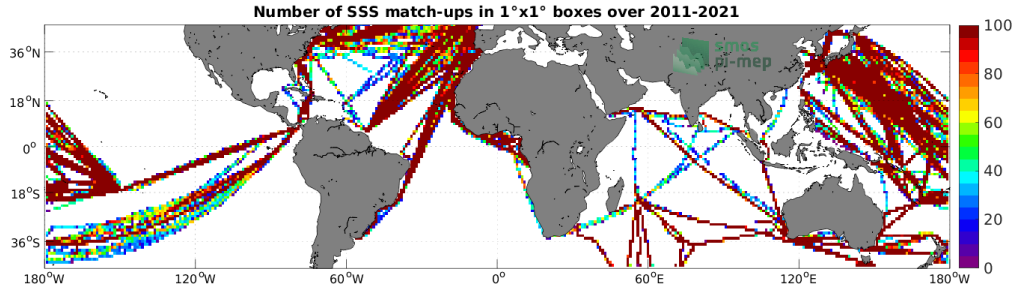 Number of SSS match-ups in 1°x1° boxes over 2011-2021
smos
pi-mep
36°N
18°N
0°
18°S
36°S
180°W
120°W
60°W
0°
60°E
120°E
180°W
100
80
60
40
20
0